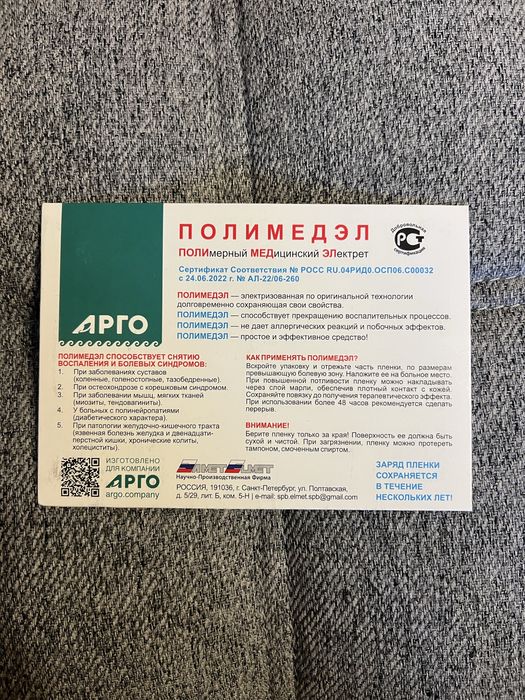 ПОЛИМЕДЭЛ
ПОЛИмерный МЕДицинский ЭЛектрет
Добровольная
РСТ
сертификация
Сертификат Соответствия № РОСС RU.04РИД0.ОСП06.С00032
с 24.06.2022 г. № АЛ-22/06-260
ПОЛИМЕДЭЛ — электризованная по оригинальной технологии
долговременно сохраняющая свои свойства.
ПОЛИМЕДЭЛ — способствует прекращению воспалительных процессов.
ПОЛИМЕДЭЛ — не дает аллергических реакций и побочных эффектов.
ПОЛИМЕДЭЛ — простое и эффективное средство!
АРГО
ПОЛИМЕДЭЛ СПОСОБСТВУЕТ СНЯТИЮ
ВОСПАЛЕНИЯ И БОЛЕВЫХ СИНДРОМОВ:
1. При заболеваниях суставов
(коленные, голеностопные, тазобедренные).
2. При остеохондрозе с корешковым синдромом.
3. При заболевании мышц, мягких тканей
(миозиты, тендовагиниты).
4. У больных с полинейропатиями
(диабетического характера).
5. При патологии желудочно-кишечного тракта
(язвенная болезнь желудка и двенадцати-
перстной кишки, хронические колиты,
холециститы).
КАК ПРИМЕНЯТЬ ПОЛИМЕДЭЛ?
Вскройте упаковку и отрежьте часть пленки, по размерам
превышающую болевую зону. Наложите ее на больное место.
При повышенной потливости пленку можно накладывать
через слой марли, обеспечив плотный контакт с кожей.
Сохраняйте повязку до получения терапевтического эффекта.
При использовании более 48 часов рекомендуется сделать
перерыв.
ВНИМАНИЕ!
Берите пленку только за края! Поверхность ее должна быть
сухой и чистой. При загрязнении, пленку можно протереть
тампоном, смоченным спиртом.
ИЗГОТОВЛЕНО
ДЛЯ КОМПАНИИ
АРГО
argo.company
ЭЛМЕТ
Научно-Производственная Фирма
РОССИЯ, 191036, г. Санкт-Петербург, ул. Полтавская,
д. 5/29, лит. Б, ком. 5-Н | e-mail: spb.elmet.spb@gmail.com
ЗАРЯД ПЛЕНКИ
СОХРАНЯЕТСЯ
В ТЕЧЕНИЕ
НЕСКОЛЬКИХ ЛЕТ!